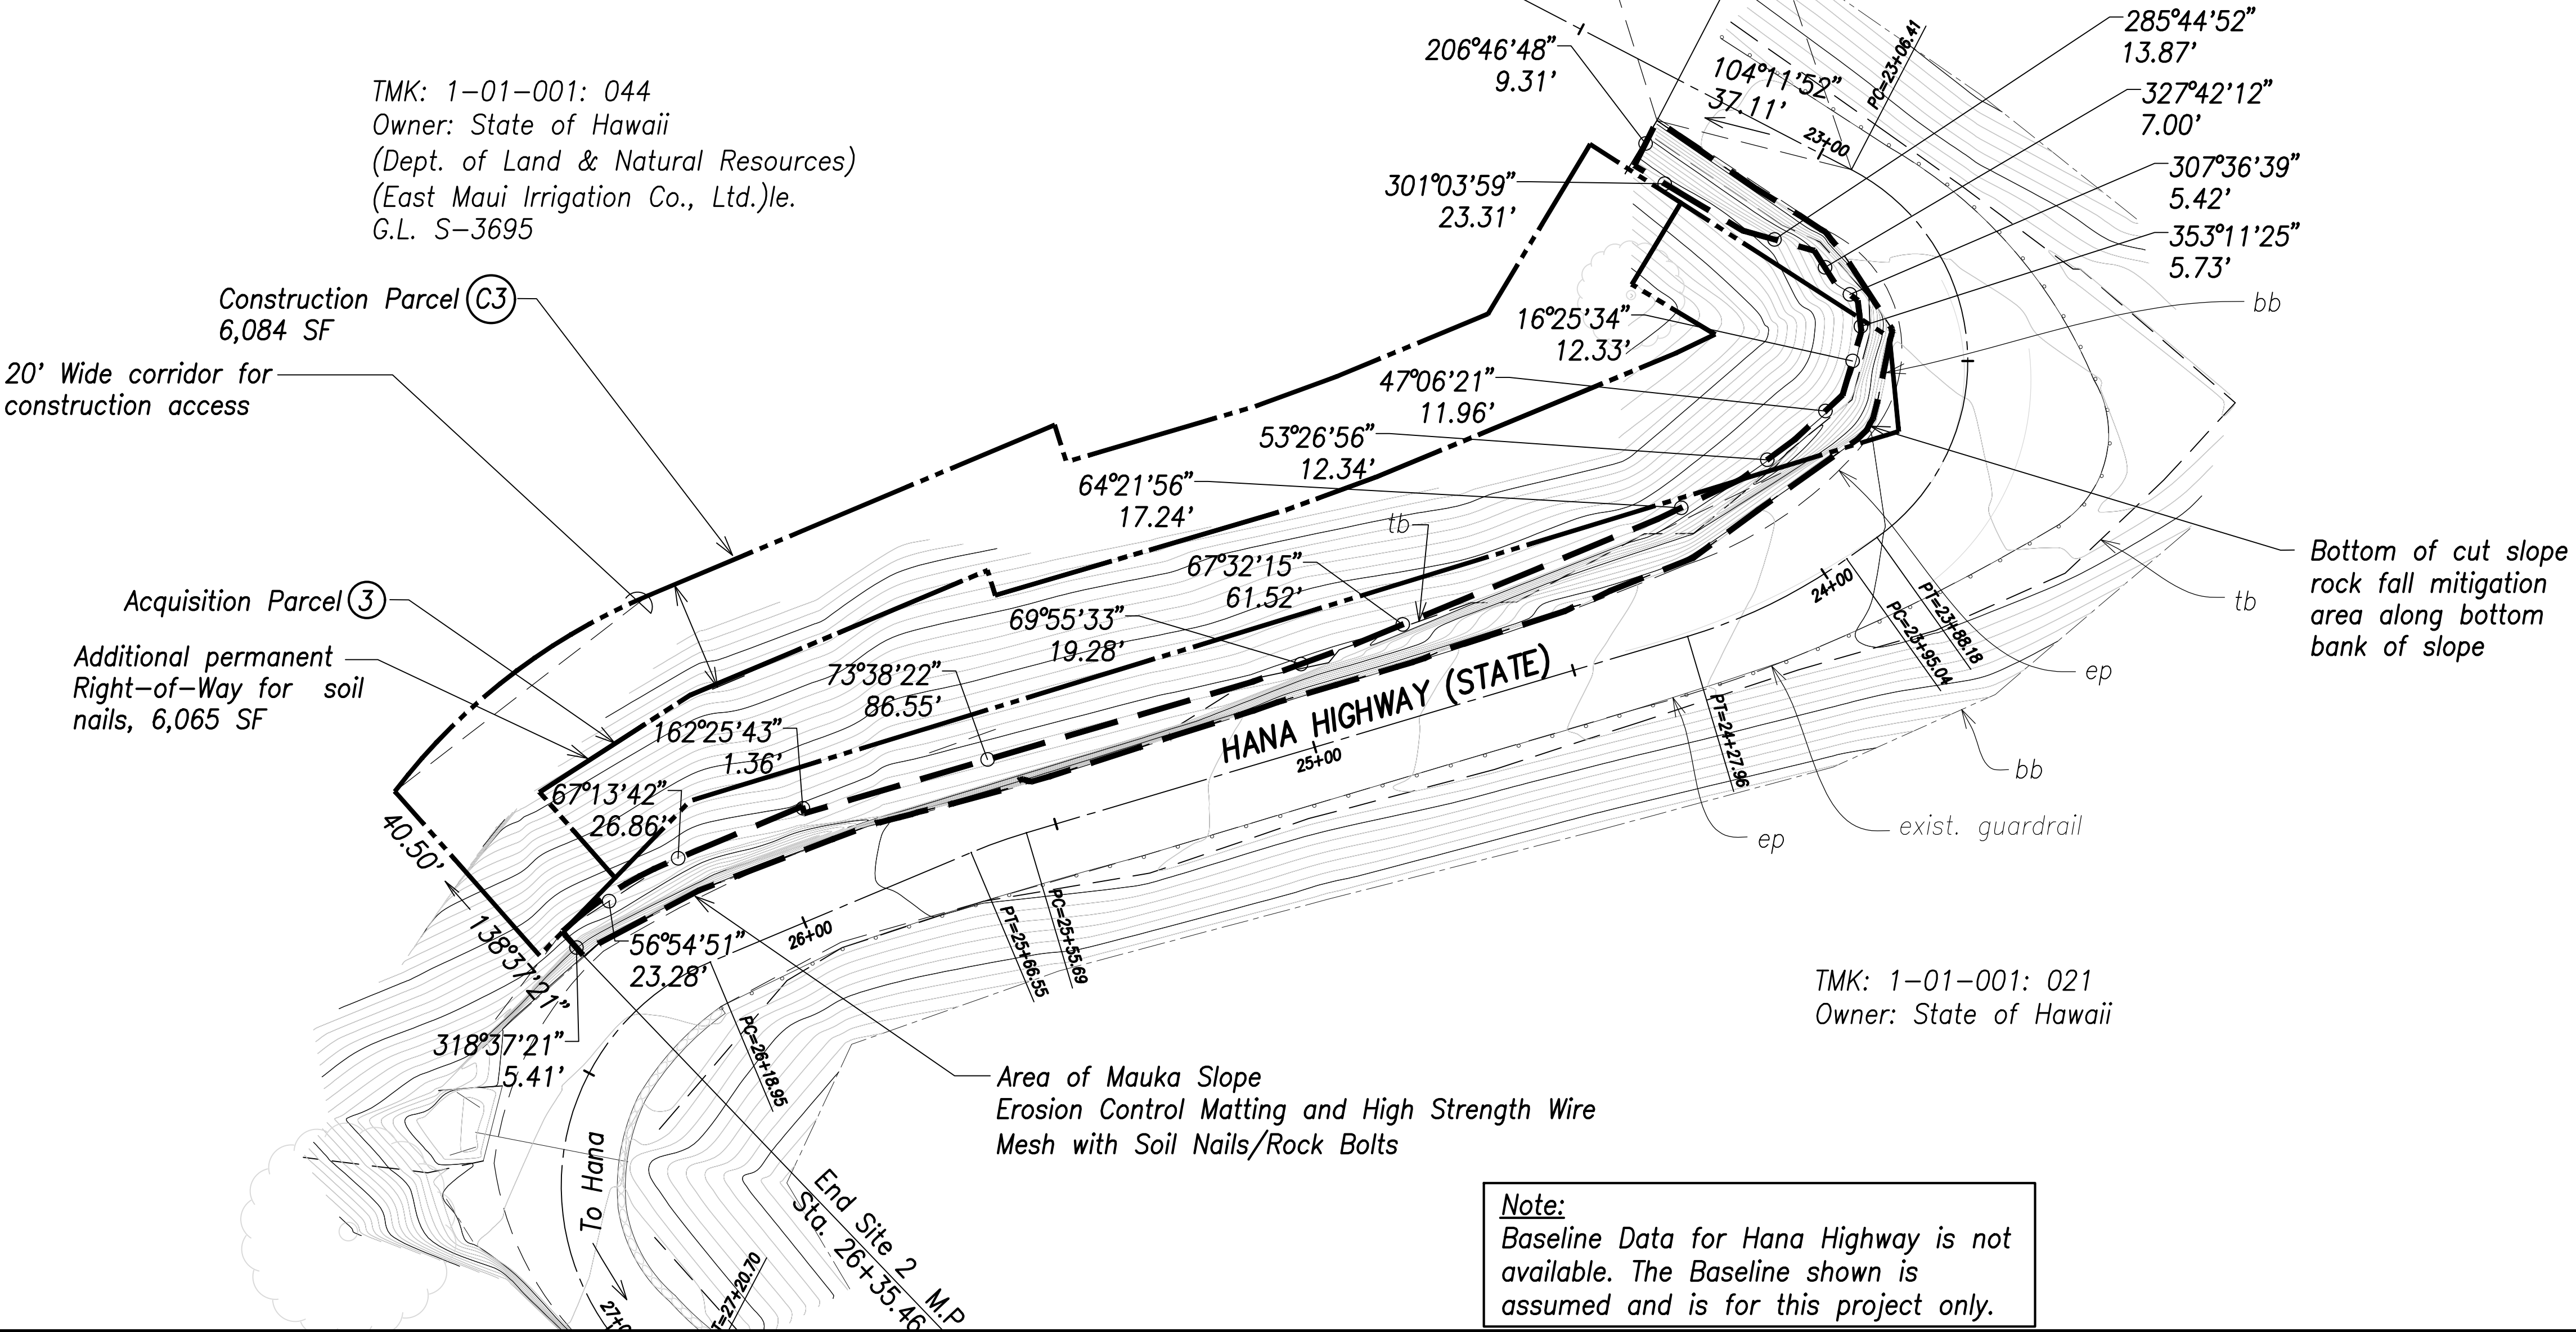 TMK: 1-01-001: 044
Owner: State of Hawaii
(Dept. of Land & Natural Resources)
(East Maui Irrigation Co., Ltd.)le.
G.L. S-3695
Construction Parcel C3
6,084 SF
20' Wide corridor for
construction access
Acquisition Parcel 3
Additional permanent
Right-of-Way for soil
nails, 6,065 SF
206°46'48"
9.31'
104°11'52"
37.11'
PC=23+06.41
23+00
285°44'52"
13.87'
327°42'12"
7.00'
307°36'39"
5.42'
353°11'25"
5.73'
bb
301°03'59"
23.31'
16°25'34"
12.33'
47°06'21"
11.96'
53°26'56"
12.34'
64°21'56"
17.24'
tb
67°32'15"
61.52'
69°55'33"
19.28'
73°38'22"
86.55'
162°25'43"
1.36'
67°13'42"
26.86'
40.50'
138°37'21"
56°54'51"
23.28'
318°37'21"
5.41'
HANA HIGHWAY (STATE)
24+00
PT=23+88.18
PC=23+95.04
PT=24+27.96
25+00
PC=25+55.69
PT=25+66.55
26+00
PC=26+18.95
Bottom of cut slope
rock fall mitigation
area along bottom
bank of slope
tb
ep
bb
exist. guardrail
ep
TMK: 1-01-001: 021
Owner: State of Hawaii
Area of Mauka Slope
Erosion Control Matting and High Strength Wire
Mesh with Soil Nails/Rock Bolts
To Hana
End Site 2 M.P
Sta. 26+35.46
T=27+20.70
Note:
Baseline Data for Hana Highway is not
available. The Baseline shown is
assumed and is for this project only.